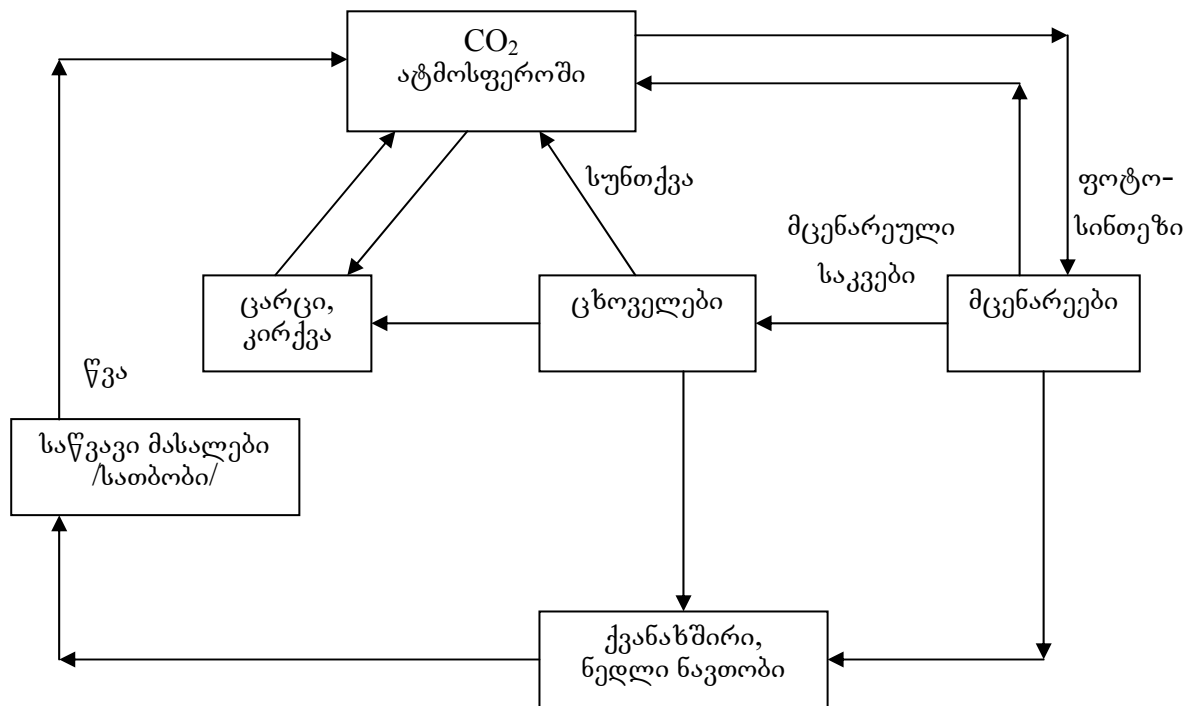 CO₂
ატმოსფეროში
სუნთქვა
ფოტო-
სინთეზი
მცენარეული
საკვები
ცარცი,
კირქვა
ცხოველები
მცენარეები
წვა
საწვავი მასალები
/სათბობი/
ქვანახშირი,
ნედლი ნავთობი